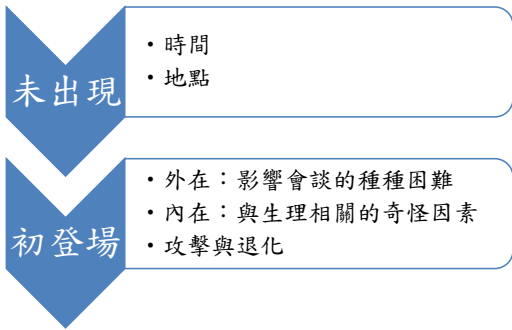 未出現
・時間
・地點
初登場
・外在：影響會談的種種困難
・內在：與生理相關的奇怪因素
・攻擊與退化